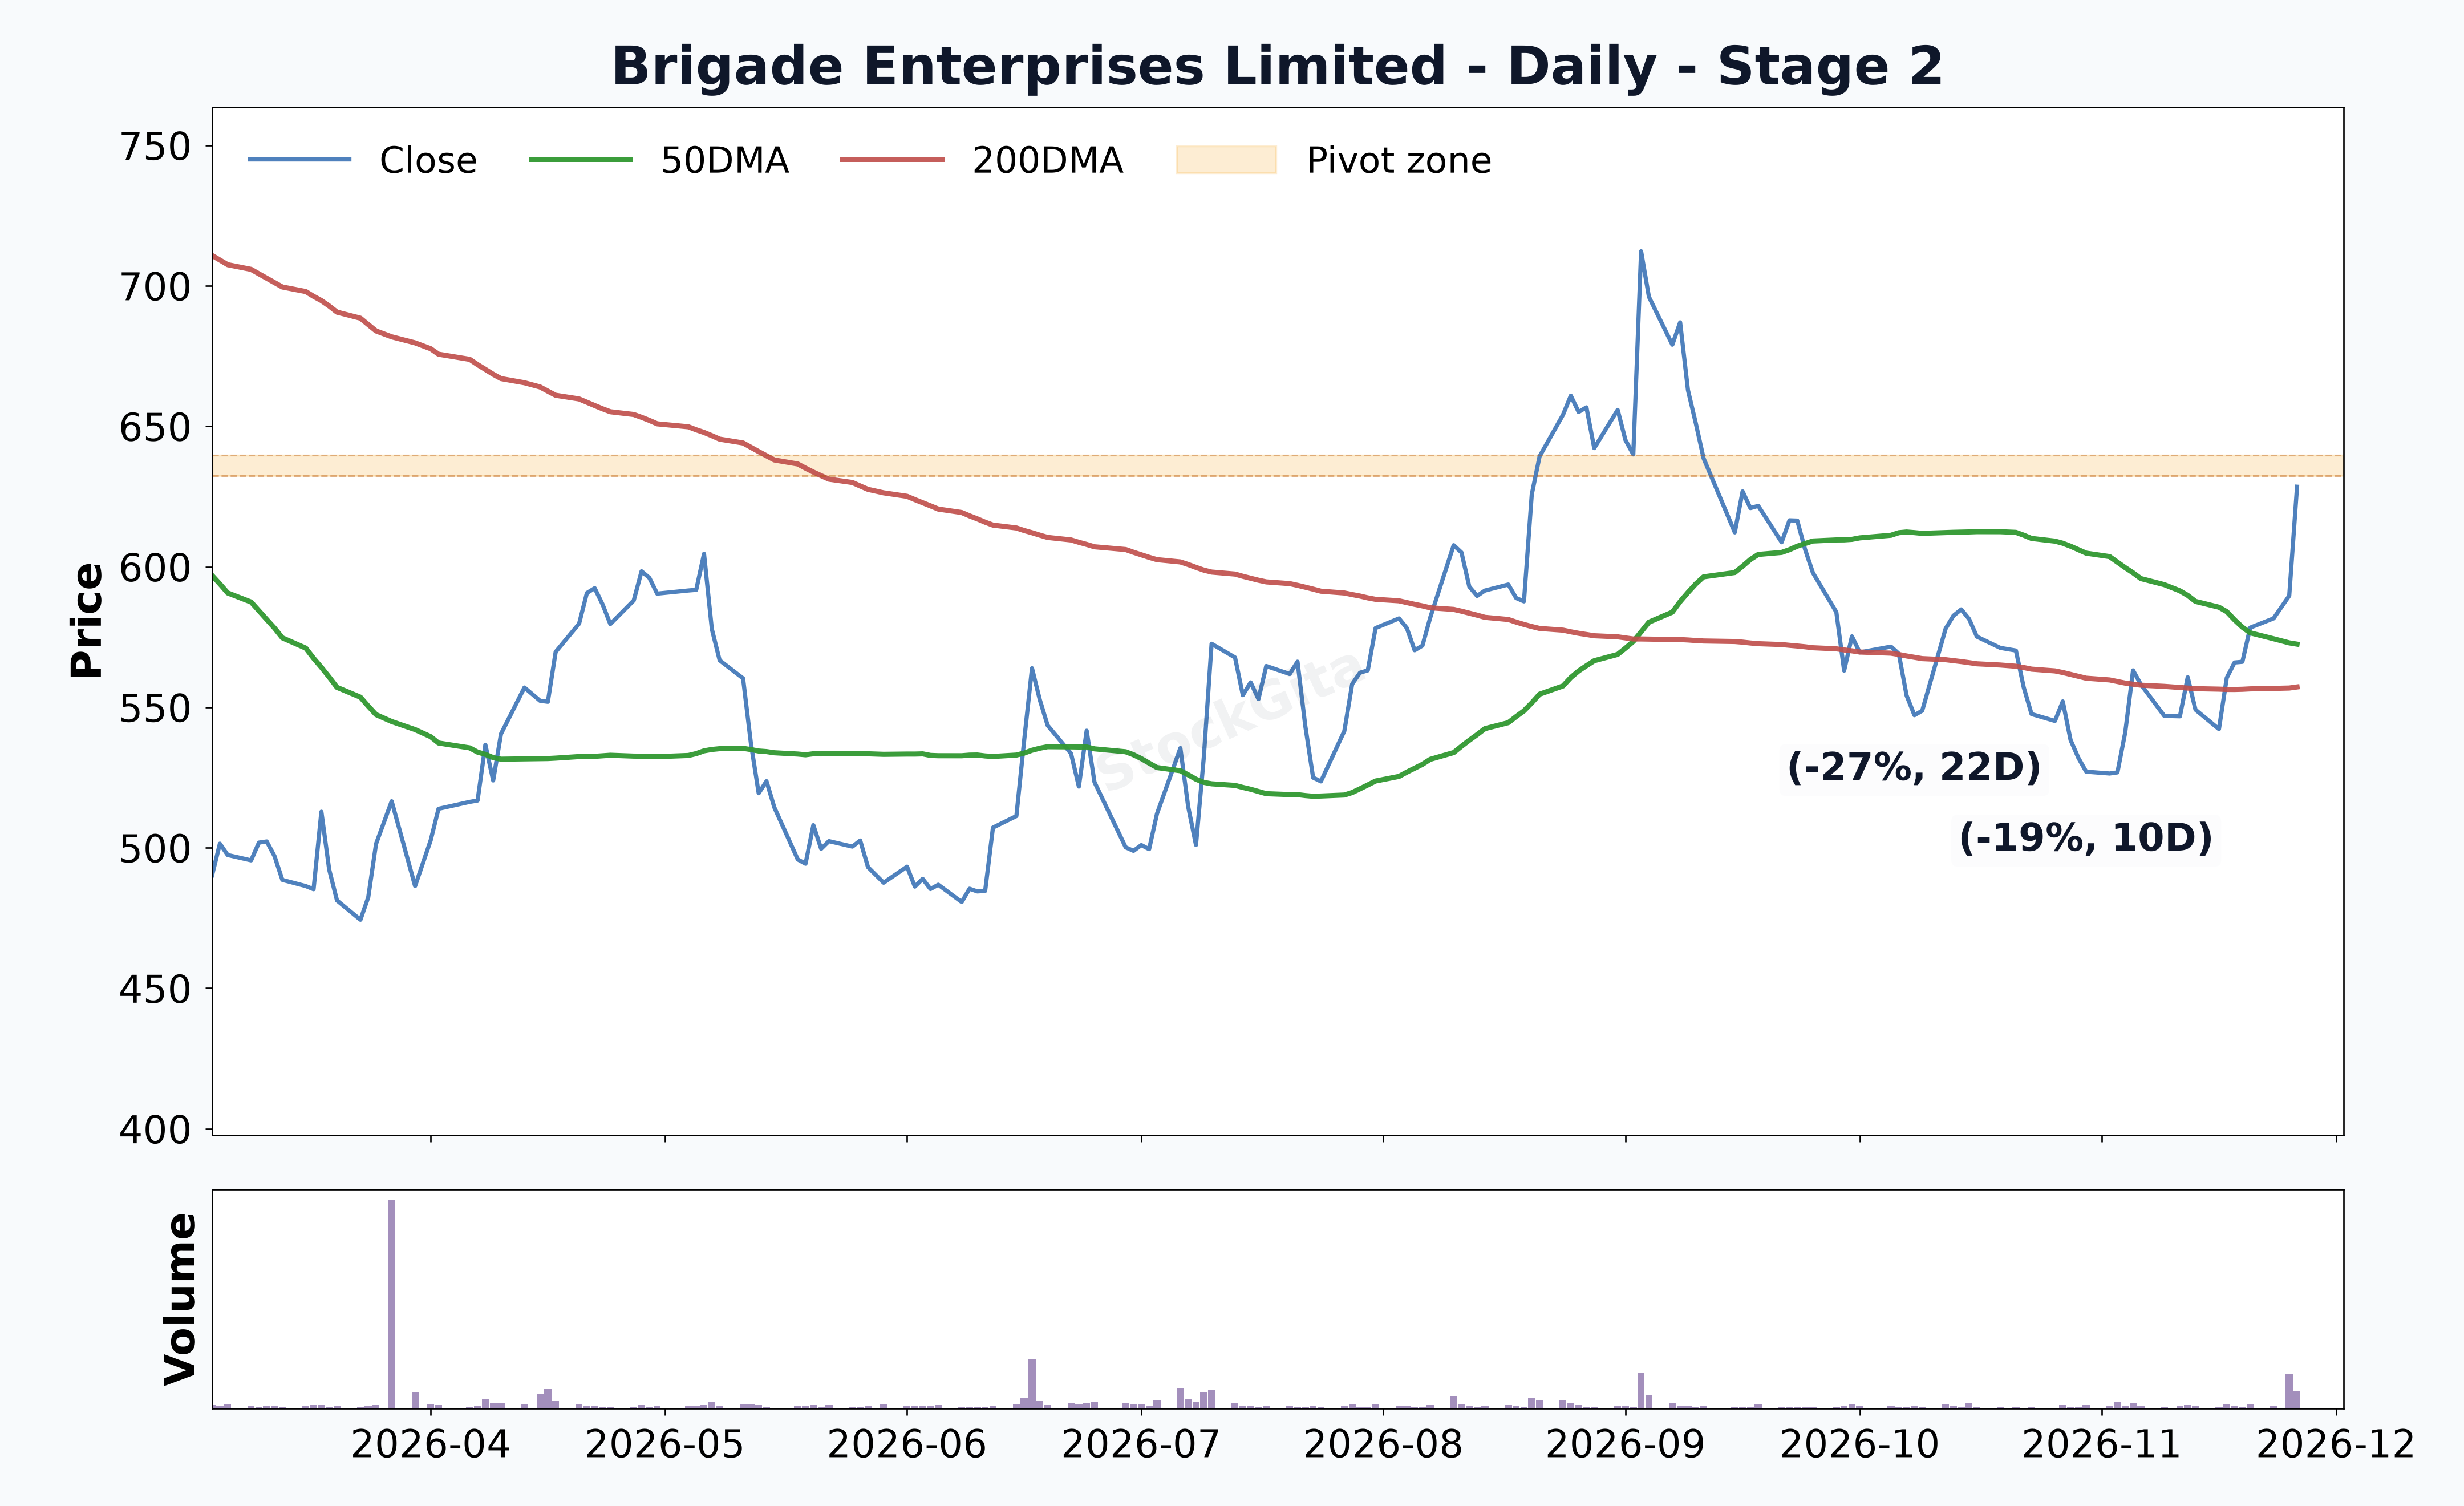 Brigade Enterprises Limited - Daily - Stage 2
Close 50DMA 200DMA Pivot zone
Price
750
700
650
600
550
500
450
400
StockGita
(-27%, 22D)
(-19%, 10D)
Volume
2026-04 2026-05 2026-06 2026-07 2026-08 2026-09 2026-10 2026-11 2026-12